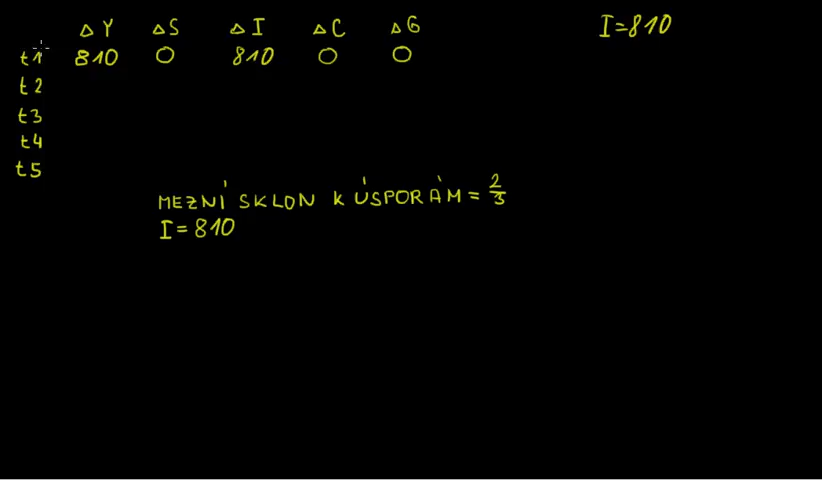 ΔY ΔS ΔI ΔC ΔG I=810
t1 810 0 810 0 0
t2
t3
t4
t5
MEZNÍ SKLON K ÚSPORÁM = 2/3
I=810